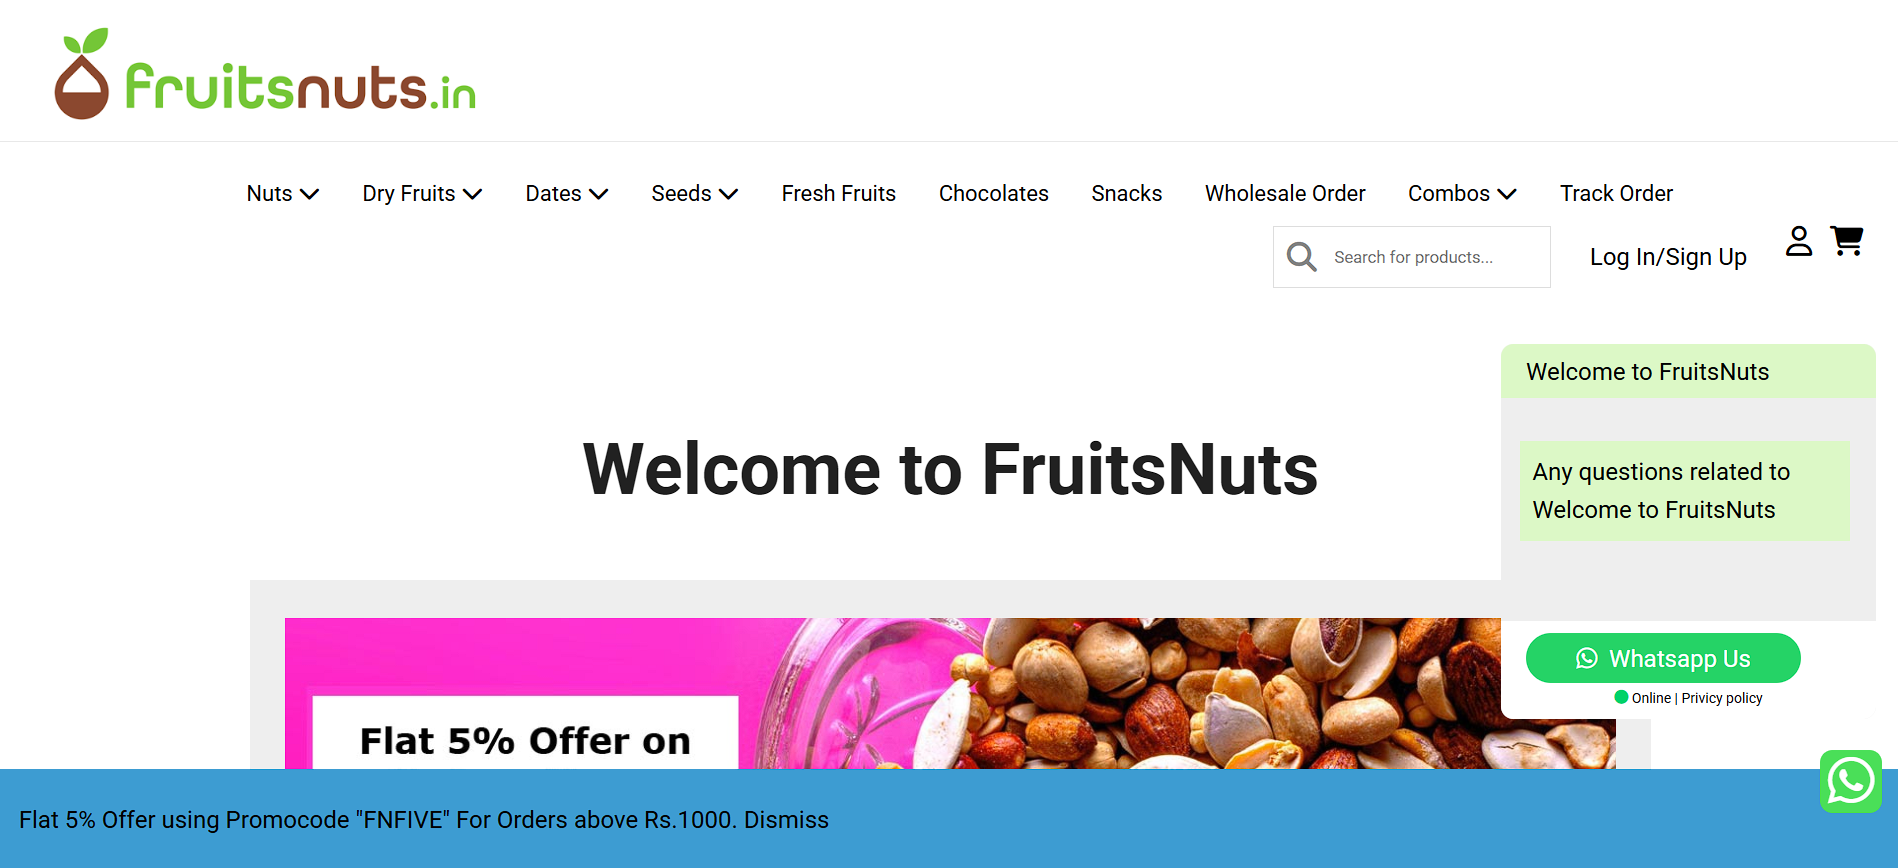 fruitsnuts.in
Nuts Dry Fruits Dates Seeds Fresh Fruits Chocolates Snacks Wholesale Order Combos Track Order
Search for products... Log In/Sign Up
Welcome to FruitsNuts
Any questions related to
Welcome to FruitsNuts
Welcome to FruitsNuts
Whatsapp Us
Online | Privicy policy
Flat 5% Offer on
Flat 5% Offer using Promocode "FNFIVE" For Orders above Rs.1000. Dismiss